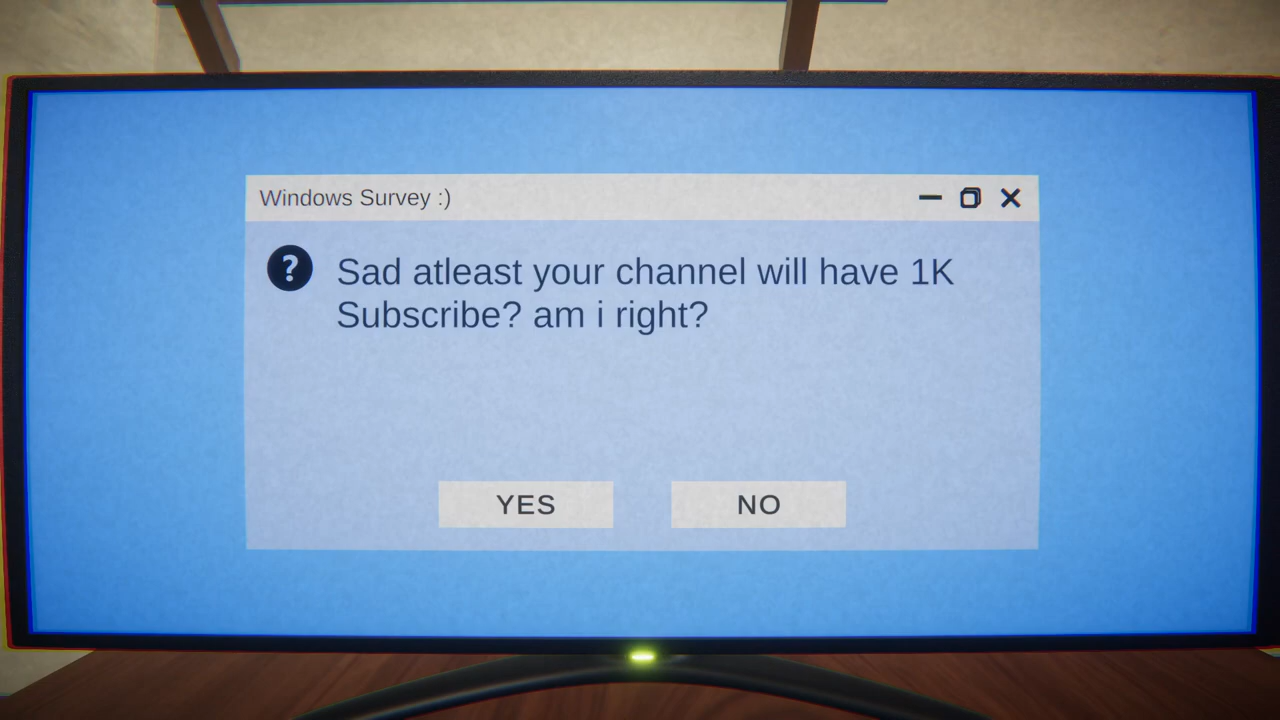 Windows Survey :)
Sad atleast your channel will have 1K
Subscribe? am i right?
YES
NO